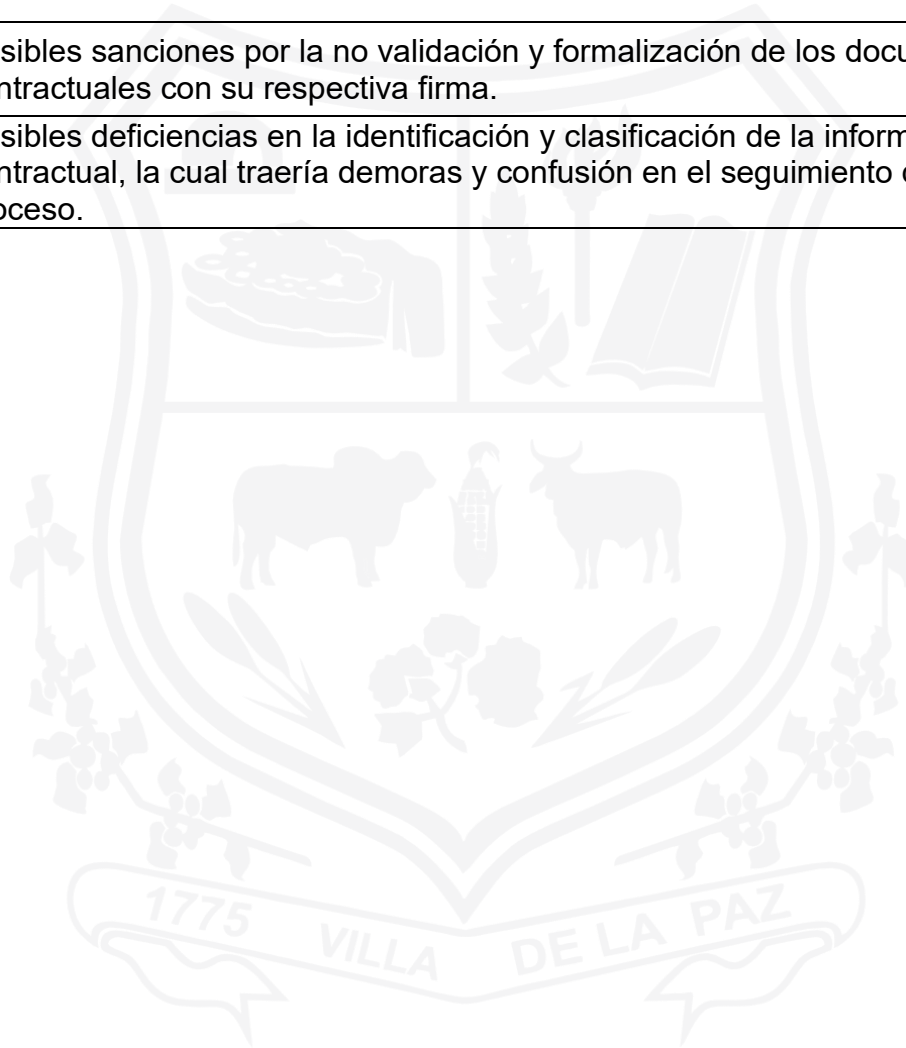 sibles sanciones por la no validación y formalización de los docu
ntractuales con su respectiva firma.
sibles deficiencias en la identificación y clasificación de la inform
ntractual, la cual traería demoras y confusión en el seguimiento
oceso.
1775 VILLA DE LA PAZ